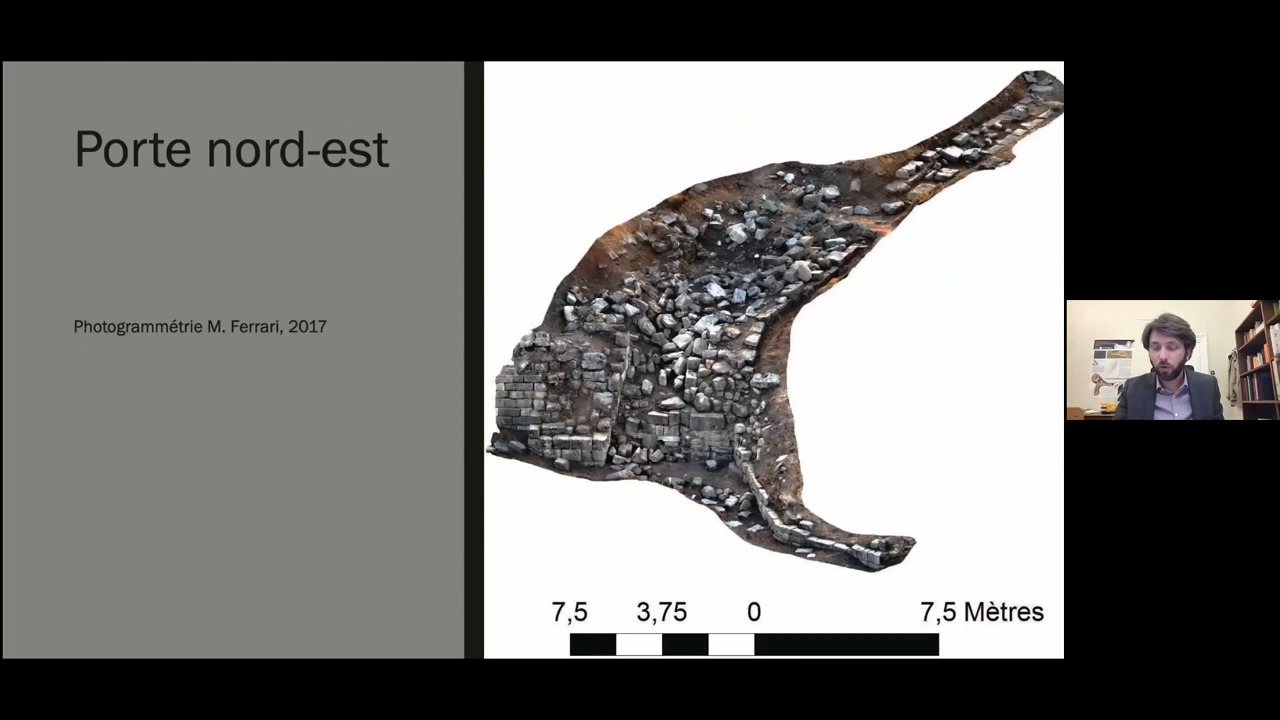 Porte nord-est
Photogrammétrie M. Ferrari, 2017
7,5 3,75 0 7,5 Mètres